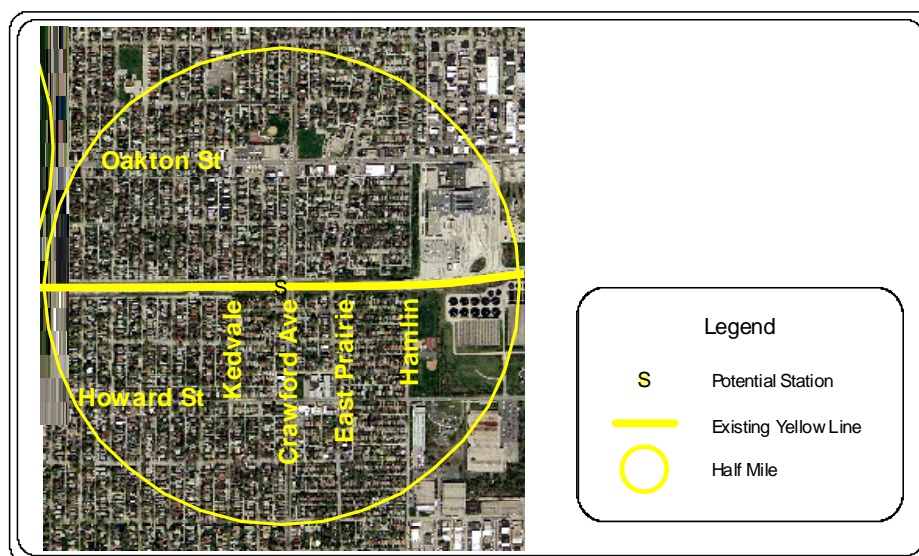 Oakton St
S
Kedvale
Crawford Ave
East Prairie
Hamlin
Howard St
Legend
S Potential Station
Existing Yellow Line
Half Mile